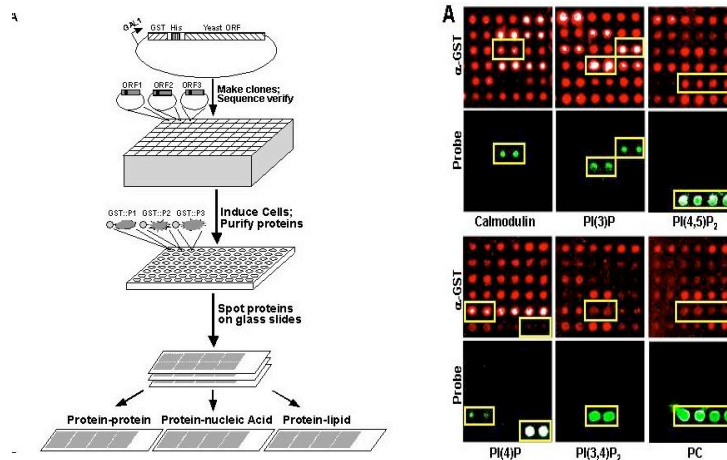 A
GAL1
GST His Yeast ORF
ORF1 ORF2 ORF3
Make clones;
Sequence verify
GST::P1 GST::P2 GST::P3
Induce Cells;
Purify proteins
Spot proteins
on glass slides
Protein-protein Protein-nucleic Acid Protein-lipid
A
α-GST
Probe
Calmodulin PI(3)P PI(4,5)P₂
α-GST
Probe
PI(4)P PI(3,4)P₂ PC